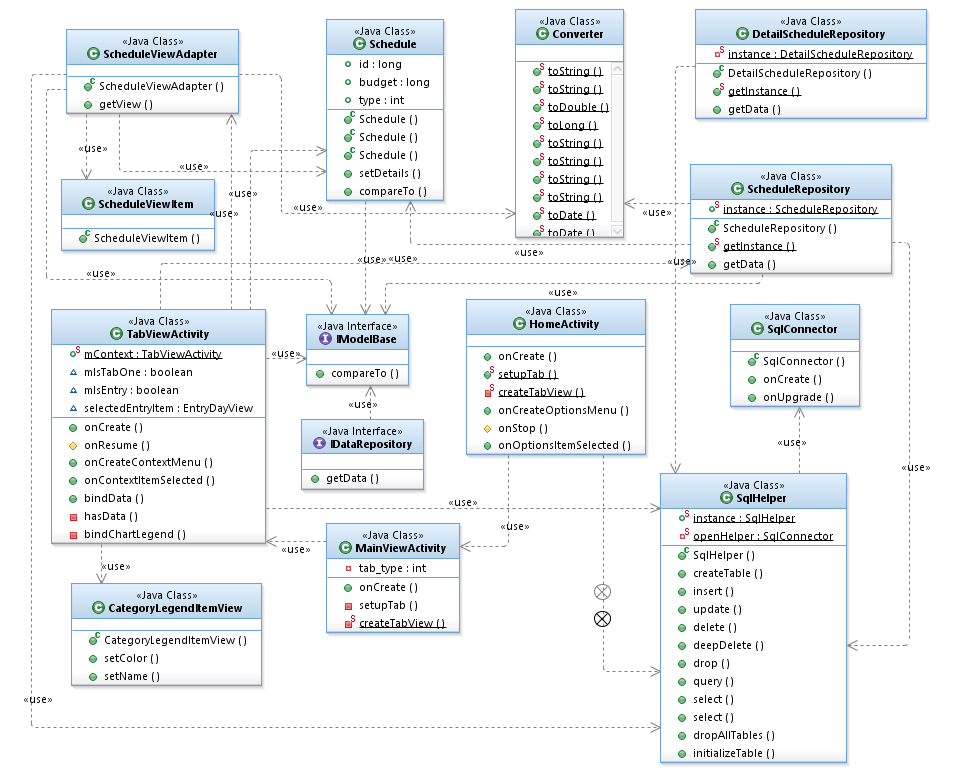 «Java Class»
ScheduleViewAdapter
ScheduleViewAdapter ( )
getView ( )
«Java Class»
Schedule
id : long
budget : long
type : int
Schedule ( )
Schedule ( )
Schedule ( )
setDetails ( )
compareTo ( )
«Java Class»
Converter
toString ( )
toString ( )
toDouble ( )
toLong ( )
toString ( )
toString ( )
toString ( )
toString ( )
toDate ( )
toDate ( )
«Java Class»
DetailScheduleRepository
instance : DetailScheduleRepository
DetailScheduleRepository ( )
getInstance ( )
getData ( )
«use»
«use»
«use»
«use»
«use»
«use»
«Java Class»
ScheduleViewItem
ScheduleViewItem ( )
«Java Class»
ScheduleRepository
instance : ScheduleRepository
ScheduleRepository ( )
getInstance ( )
getData ( )
«use»
«use»
«use»
«use»
«use»
«use»
«Java Class»
TabViewActivity
mContext : TabViewActivity
mIsTabOne : boolean
mIsEntry : boolean
selectedEntryItem : EntryDayView
onCreate ( )
onResume ( )
onCreateContextMenu ( )
onContextItemSelected ( )
bindData ( )
hasData ( )
bindChartLegend ( )
«use»
«Java Interface»
IModelBase
compareTo ( )
«use»
«Java Interface»
IDataRepository
getData ( )
«Java Class»
HomeActivity
onCreate ( )
setupTab ( )
createTabView ( )
onCreateOptionsMenu ( )
onStop ( )
onOptionsItemSelected ( )
«Java Class»
SqlConnector
SqlConnector ( )
onCreate ( )
onUpgrade ( )
«use»
«use»
«use»
«use»
«use»
«Java Class»
MainViewActivity
tab_type : int
onCreate ( )
setupTab ( )
createTabView ( )
«Java Class»
SqlHelper
instance : SqlHelper
openHelper : SqlConnector
SqlHelper ( )
createTable ( )
insert ( )
update ( )
delete ( )
deepDelete ( )
drop ( )
query ( )
select ( )
select ( )
dropAllTables ( )
initializeTable ( )
«use»
«Java Class»
CategoryLegendItemView
CategoryLegendItemView ( )
setColor ( )
setName ( )
«use»